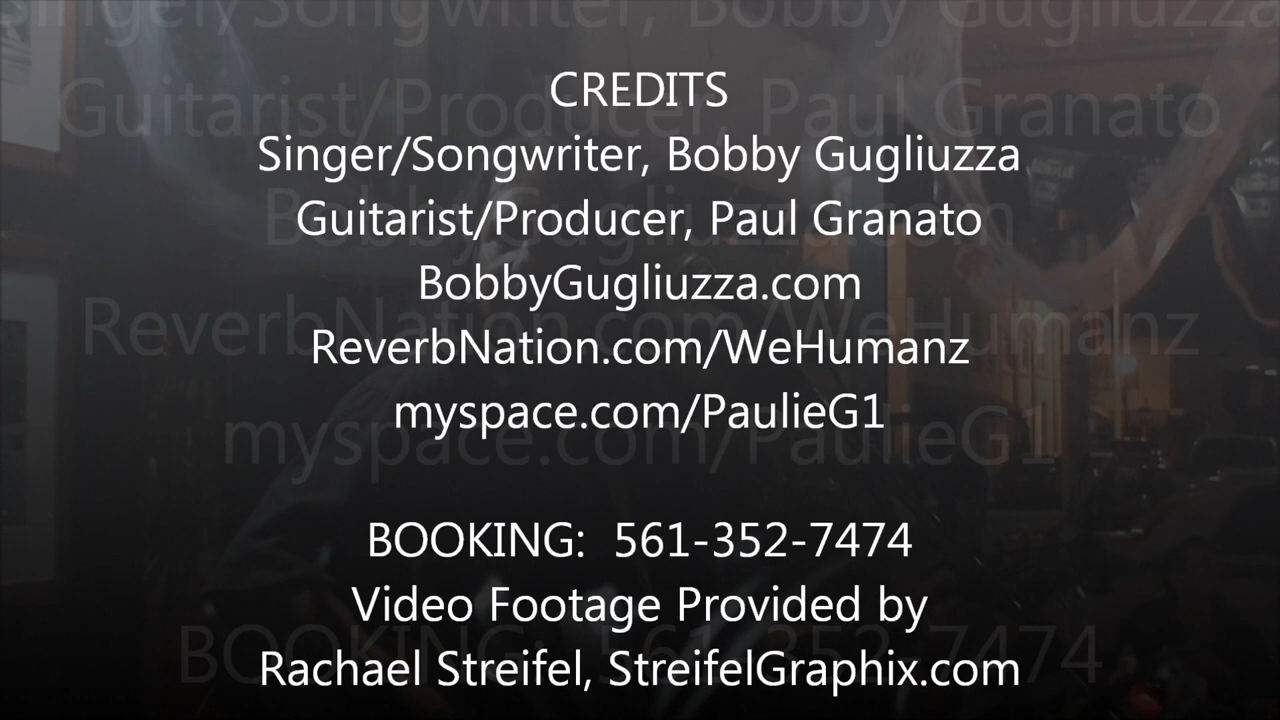 CREDITS
Singer/Songwriter, Bobby Gugliuzza
Guitarist/Producer, Paul Granato
BobbyGugliuzza.com
ReverbNation.com/WeHumanz
myspace.com/PaulieG1
BOOKING: 561-352-7474
Video Footage Provided by
Rachael Streifel, StreifelGraphix.com